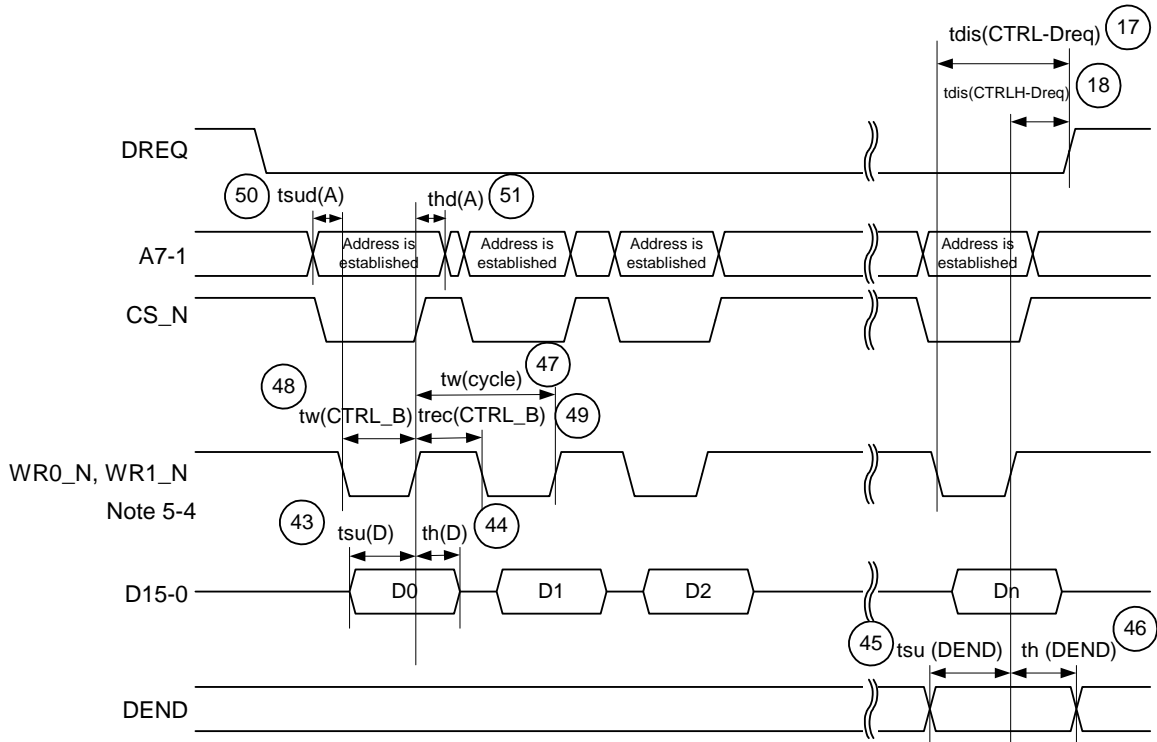 tdis(CTRL-Dreq) 17
tdis(CTRLH-Dreq) 18
DREQ
50 tsud(A) thd(A) 51
A7-1
Address is established
Address is established
Address is established
Address is established
CS_N
47
48 tw(cycle)
tw(CTRL_B) trec(CTRL_B) 49
WR0_N, WR1_N
Note 5-4
43 tsu(D) th(D) 44
D15-0 D0 D1 D2 Dn
45 tsu (DEND) th (DEND) 46
DEND